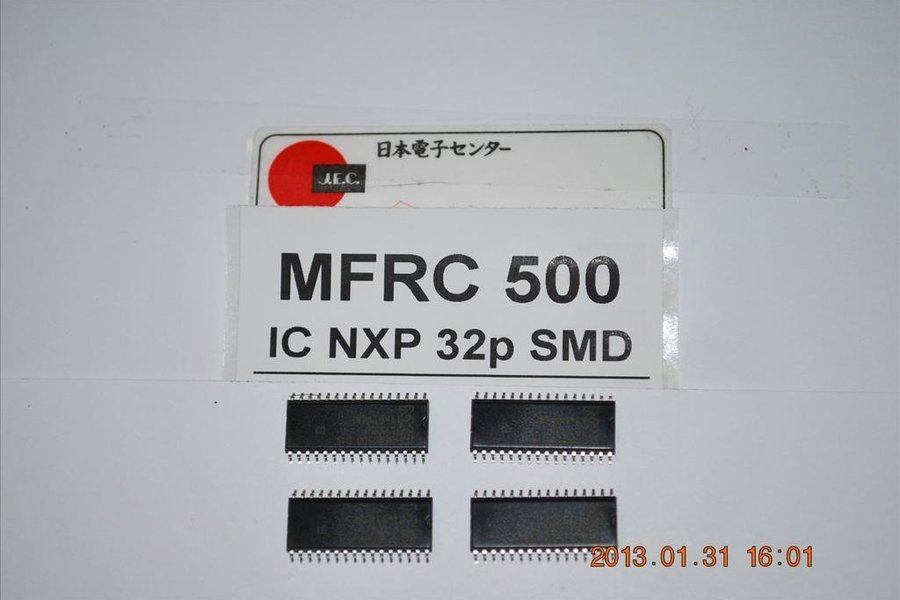 日本電子センター
J.E.C.
MFRC 500
IC NXP 32p SMD
2013.01.31 16:01